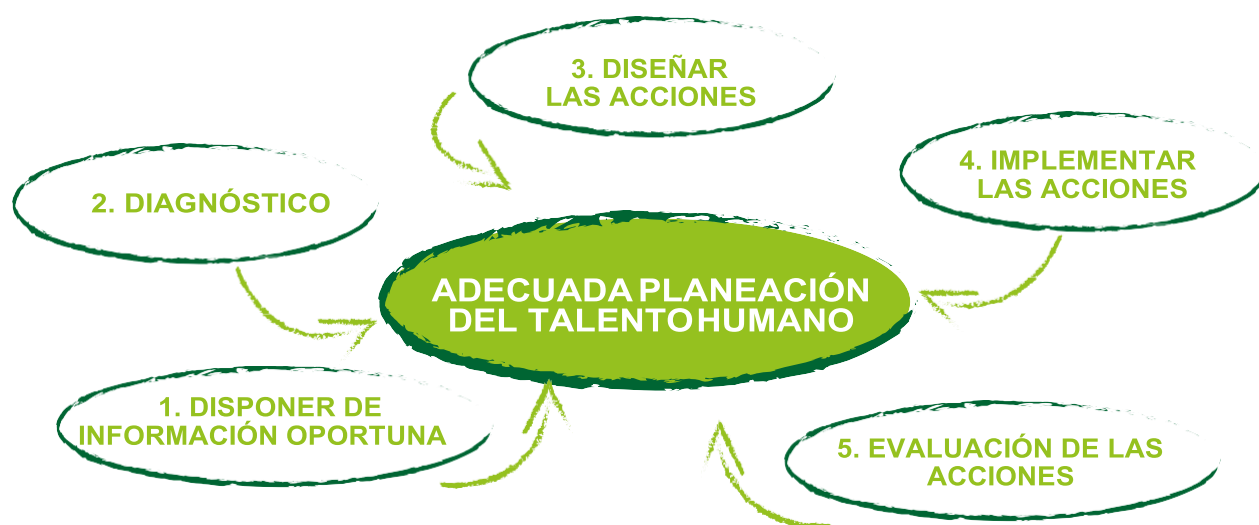 3. DISEÑAR
LAS ACCIONES
4. IMPLEMENTAR
LAS ACCIONES
2. DIAGNÓSTICO
ADECUADA PLANEACIÓN
DEL TALENTO HUMANO
1. DISPONER DE
INFORMACIÓN OPORTUNA
5. EVALUACIÓN DE LAS
ACCIONES